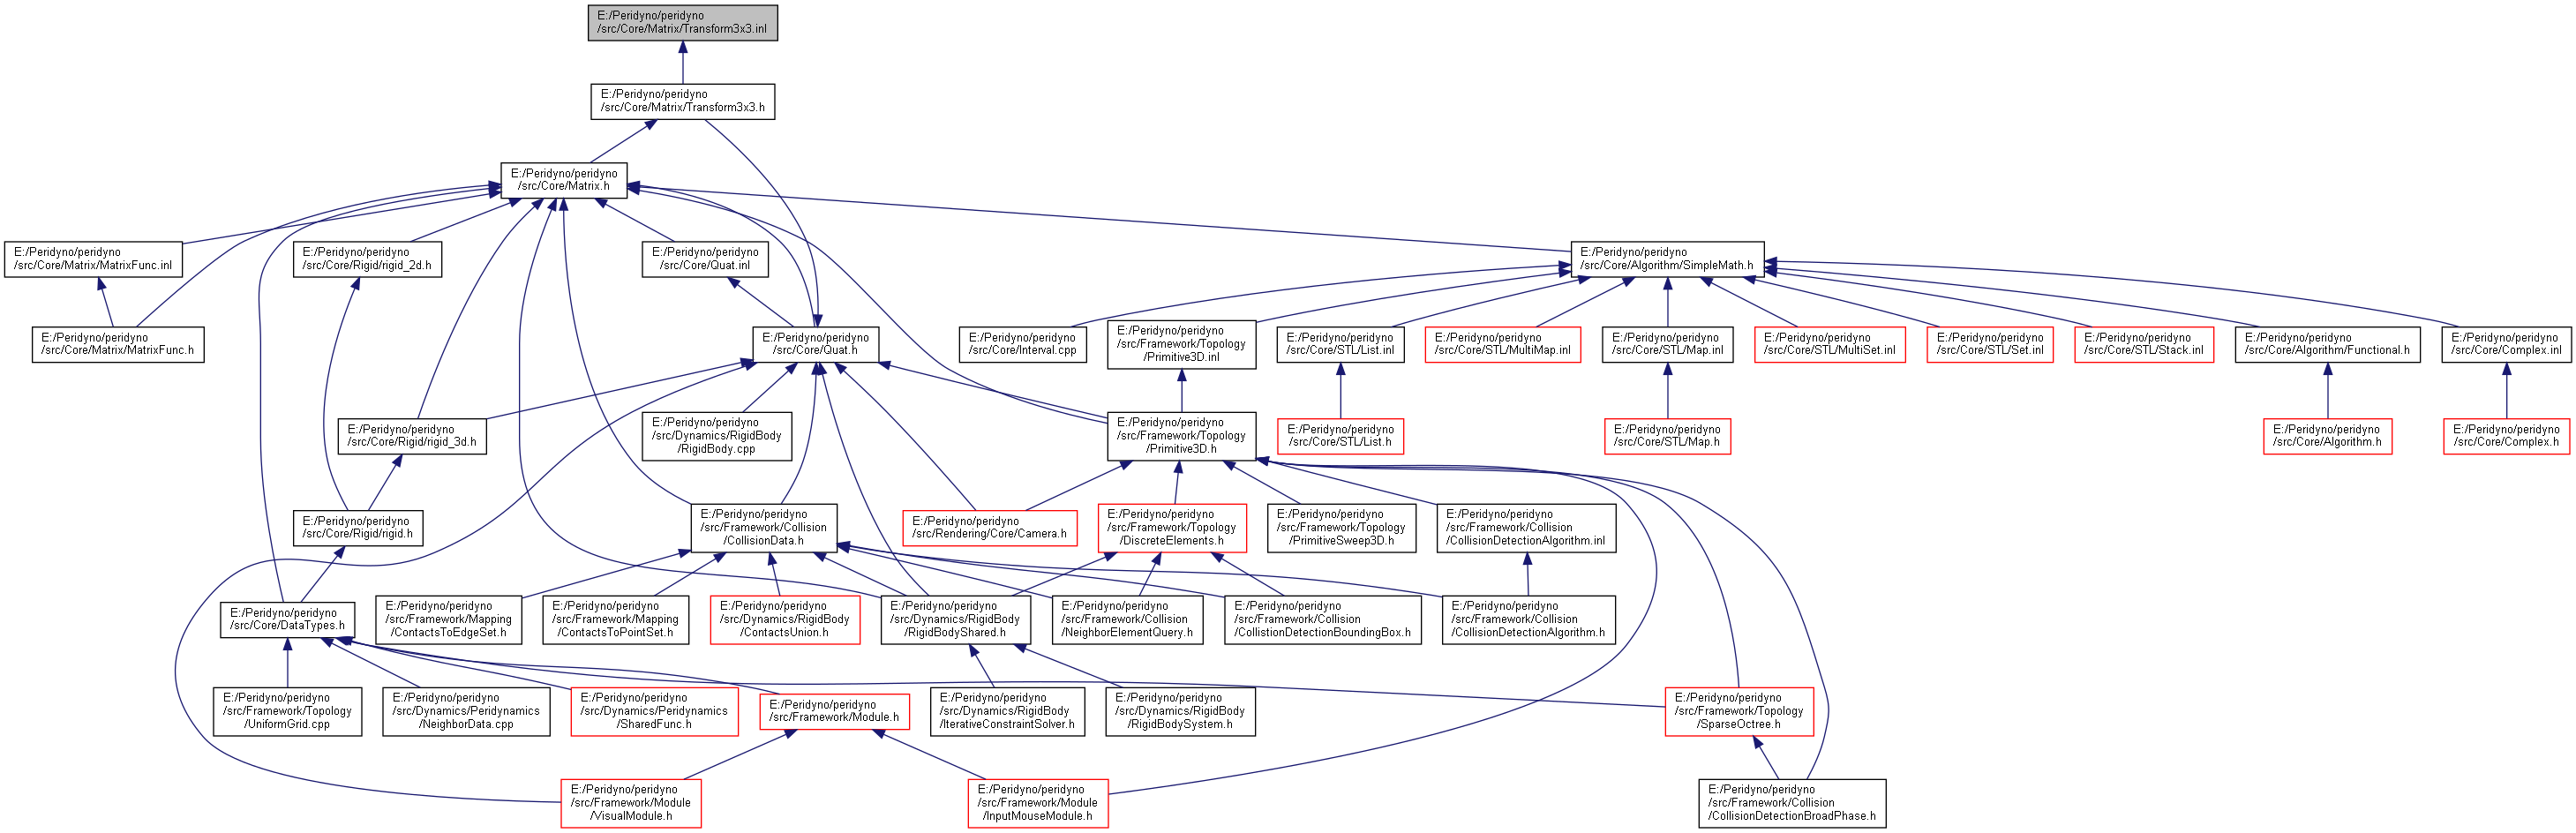 E:/Peridyno/peridyno
/src/Core/Matrix/Transform3x3.inl
E:/Peridyno/peridyno
/src/Core/Matrix/Transform3x3.h
E:/Peridyno/peridyno
/src/Core/Matrix.h
E:/Peridyno/peridyno
/src/Core/Matrix/MatrixFunc.inl
E:/Peridyno/peridyno
/src/Core/Rigid/rigid_2d.h
E:/Peridyno/peridyno
/src/Core/Quat.inl
E:/Peridyno/peridyno
/src/Core/Algorithm/SimpleMath.h
E:/Peridyno/peridyno
/src/Core/Matrix/MatrixFunc.h
E:/Peridyno/peridyno
/src/Core/Quat.h
E:/Peridyno/peridyno
/src/Core/Interval.cpp
E:/Peridyno/peridyno
/src/Framework/Topology
/Primitive3D.inl
E:/Peridyno/peridyno
/src/Core/STL/List.inl
E:/Peridyno/peridyno
/src/Core/STL/MultiMap.inl
E:/Peridyno/peridyno
/src/Core/STL/Map.inl
E:/Peridyno/peridyno
/src/Core/STL/MultiSet.inl
E:/Peridyno/peridyno
/src/Core/STL/Set.inl
E:/Peridyno/peridyno
/src/Core/STL/Stack.inl
E:/Peridyno/peridyno
/src/Core/Algorithm/Functional.h
E:/Peridyno/peridyno
/src/Core/Complex.inl
E:/Peridyno/peridyno
/src/Core/Rigid/rigid_3d.h
E:/Peridyno/peridyno
/src/Dynamics/RigidBody
/RigidBody.cpp
E:/Peridyno/peridyno
/src/Framework/Topology
/Primitive3D.h
E:/Peridyno/peridyno
/src/Core/STL/List.h
E:/Peridyno/peridyno
/src/Core/STL/Map.h
E:/Peridyno/peridyno
/src/Core/Algorithm.h
E:/Peridyno/peridyno
/src/Core/Complex.h
E:/Peridyno/peridyno
/src/Core/Rigid/rigid.h
E:/Peridyno/peridyno
/src/Framework/Collision
/CollisionData.h
E:/Peridyno/peridyno
/src/Rendering/Core/Camera.h
E:/Peridyno/peridyno
/src/Framework/Topology
/DiscreteElements.h
E:/Peridyno/peridyno
/src/Framework/Topology
/PrimitiveSweep3D.h
E:/Peridyno/peridyno
/src/Framework/Collision
/CollisionDetectionAlgorithm.inl
E:/Peridyno/peridyno
/src/Core/DataTypes.h
E:/Peridyno/peridyno
/src/Framework/Mapping
/ContactsToEdgeSet.h
E:/Peridyno/peridyno
/src/Framework/Mapping
/ContactsToPointSet.h
E:/Peridyno/peridyno
/src/Dynamics/RigidBody
/ContactsUnion.h
E:/Peridyno/peridyno
/src/Dynamics/RigidBody
/RigidBodyShared.h
E:/Peridyno/peridyno
/src/Framework/Collision
/NeighborElementQuery.h
E:/Peridyno/peridyno
/src/Framework/Collision
/CollistionDetectionBoundingBox.h
E:/Peridyno/peridyno
/src/Framework/Collision
/CollisionDetectionAlgorithm.h
E:/Peridyno/peridyno
/src/Framework/Topology
/UniformGrid.cpp
E:/Peridyno/peridyno
/src/Dynamics/Peridynamics
/NeighborData.cpp
E:/Peridyno/peridyno
/src/Dynamics/Peridynamics
/SharedFunc.h
E:/Peridyno/peridyno
/src/Framework/Module.h
E:/Peridyno/peridyno
/src/Dynamics/RigidBody
/IterativeConstraintSolver.h
E:/Peridyno/peridyno
/src/Dynamics/RigidBody
/RigidBodySystem.h
E:/Peridyno/peridyno
/src/Framework/Topology
/SparseOctree.h
E:/Peridyno/peridyno
/src/Framework/Module
/VisualModule.h
E:/Peridyno/peridyno
/src/Framework/Module
/InputMouseModule.h
E:/Peridyno/peridyno
/src/Framework/Collision
/CollisionDetectionBroadPhase.h